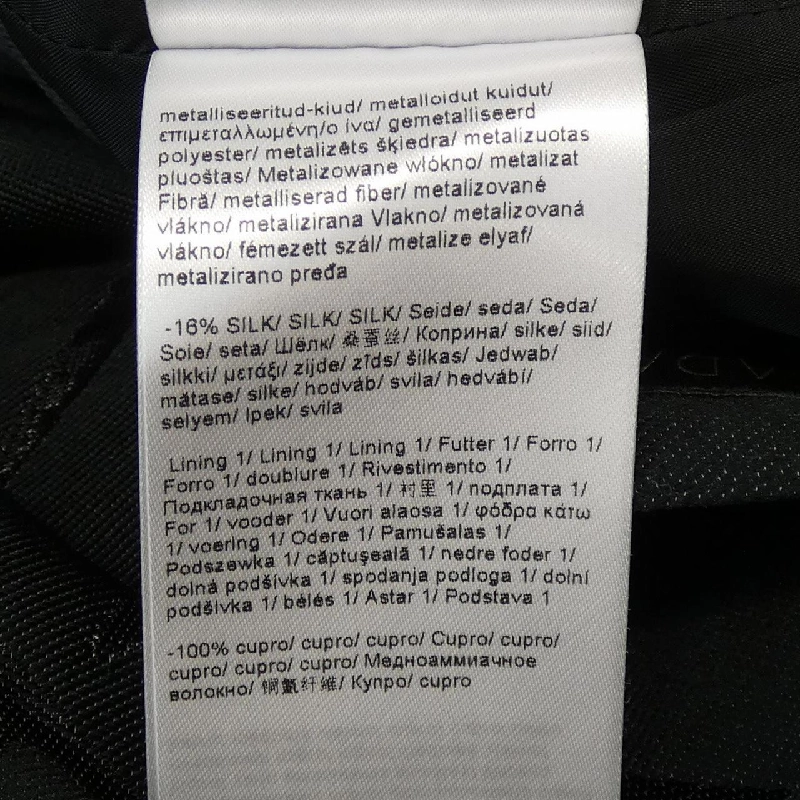 metalliseeritud-kiud/ metalloidut kuidut/
επιμεταλλωμένη/ο ίνα/ gemetalliseerd
polyester/ metalizēts šķiedra/ metalizuotas
pluoštas/ Metalizowane włókno/ metalizat
Fibră/ metalliserad fiber/ metalizované
vlákno/ metalizirana Vlakno/ metalizovaná
vlákno/ fémezett szál/ metalize elyaf/
metalizirano pređa
-16% SILK/ SILK/ SILK/ Seide/ seda/ Seda/
Soie/ seta/ Шёлк/ 桑蚕丝/ Коприна/ silke/ siid/
silkki/ μετάξι/ zijde/ zīds/ šilkas/ Jedwab/
mătase/ silke/ hodváb/ svila/ hedvábí/
selyem/ Ipek/ svila
Lining 1/ Lining 1/ Lining 1/ Futter 1/ Forro 1/
Forro 1/ doublure 1/ Rivestimento 1/
Подкладочная ткань 1/ 衬里 1/ подплата 1/
For 1/ vooder 1/ Vuori alaosa 1/ φόδρα κάτω
1/ voering 1/ Odere 1/ Pamušalas 1/
Podszewka 1/ căptuşeală 1/ nedre foder 1/
dolná podšívka 1/ spodanja podloga 1/ dolní
podšívka 1/ bélés 1/ Astar 1/ Podstava 1
-100% cupro/ cupro/ cupro/ Cupro/ cupro/
cupro/ cupro/ cupro/ Медноаммиачное
волокно/ 铜氨纤维/ Купро/ cupro